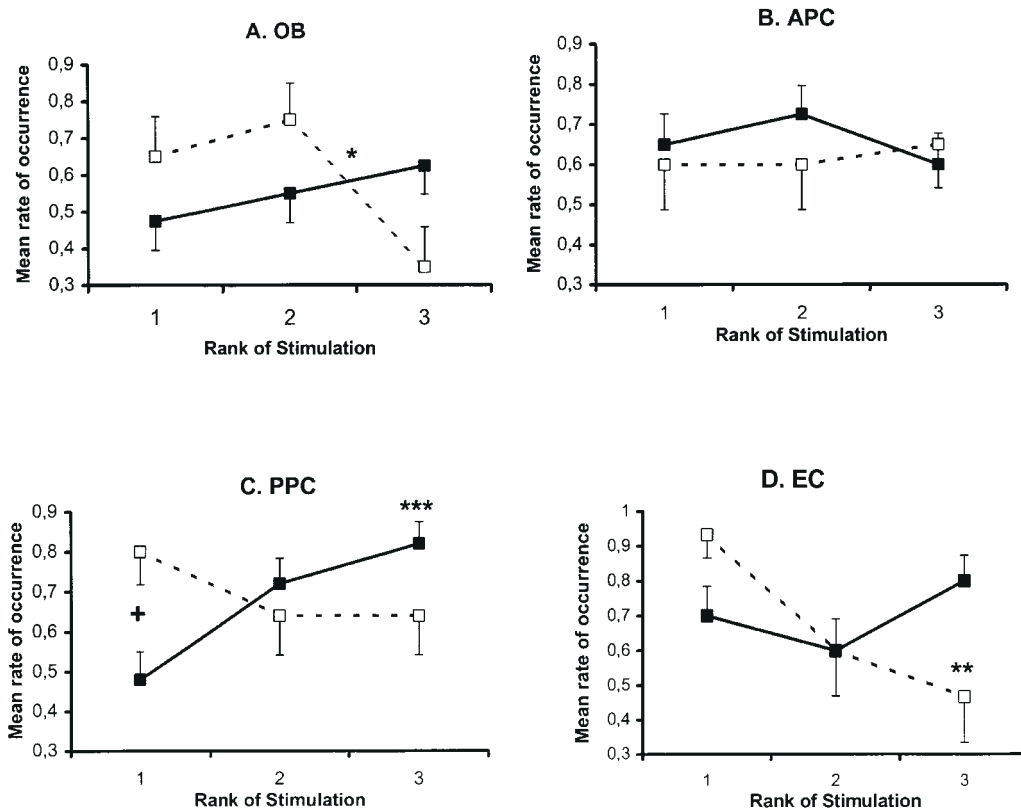 A. OB
Mean rate of occurrence
0,9
0,8
0,7
0,6
0,5
0,4
0,3
*
1 2 3
Rank of Stimulation
B. APC
Mean rate of occurrence
0,9
0,8
0,7
0,6
0,5
0,4
0,3
1 2 3
Rank of Stimulation
C. PPC
Mean rate of occurrence
0,9
0,8
0,7
0,6
0,5
0,4
0,3
***
+
1 2 3
Rank of Stimulation
D. EC
Mean rate of occurrence
1
0,9
0,8
0,7
0,6
0,5
0,4
0,3
**
1 2 3
Rank of Stimulation